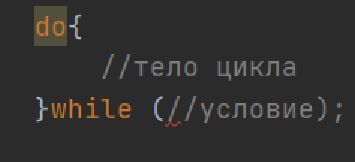 do{
//тело цикла
}while (//условие);